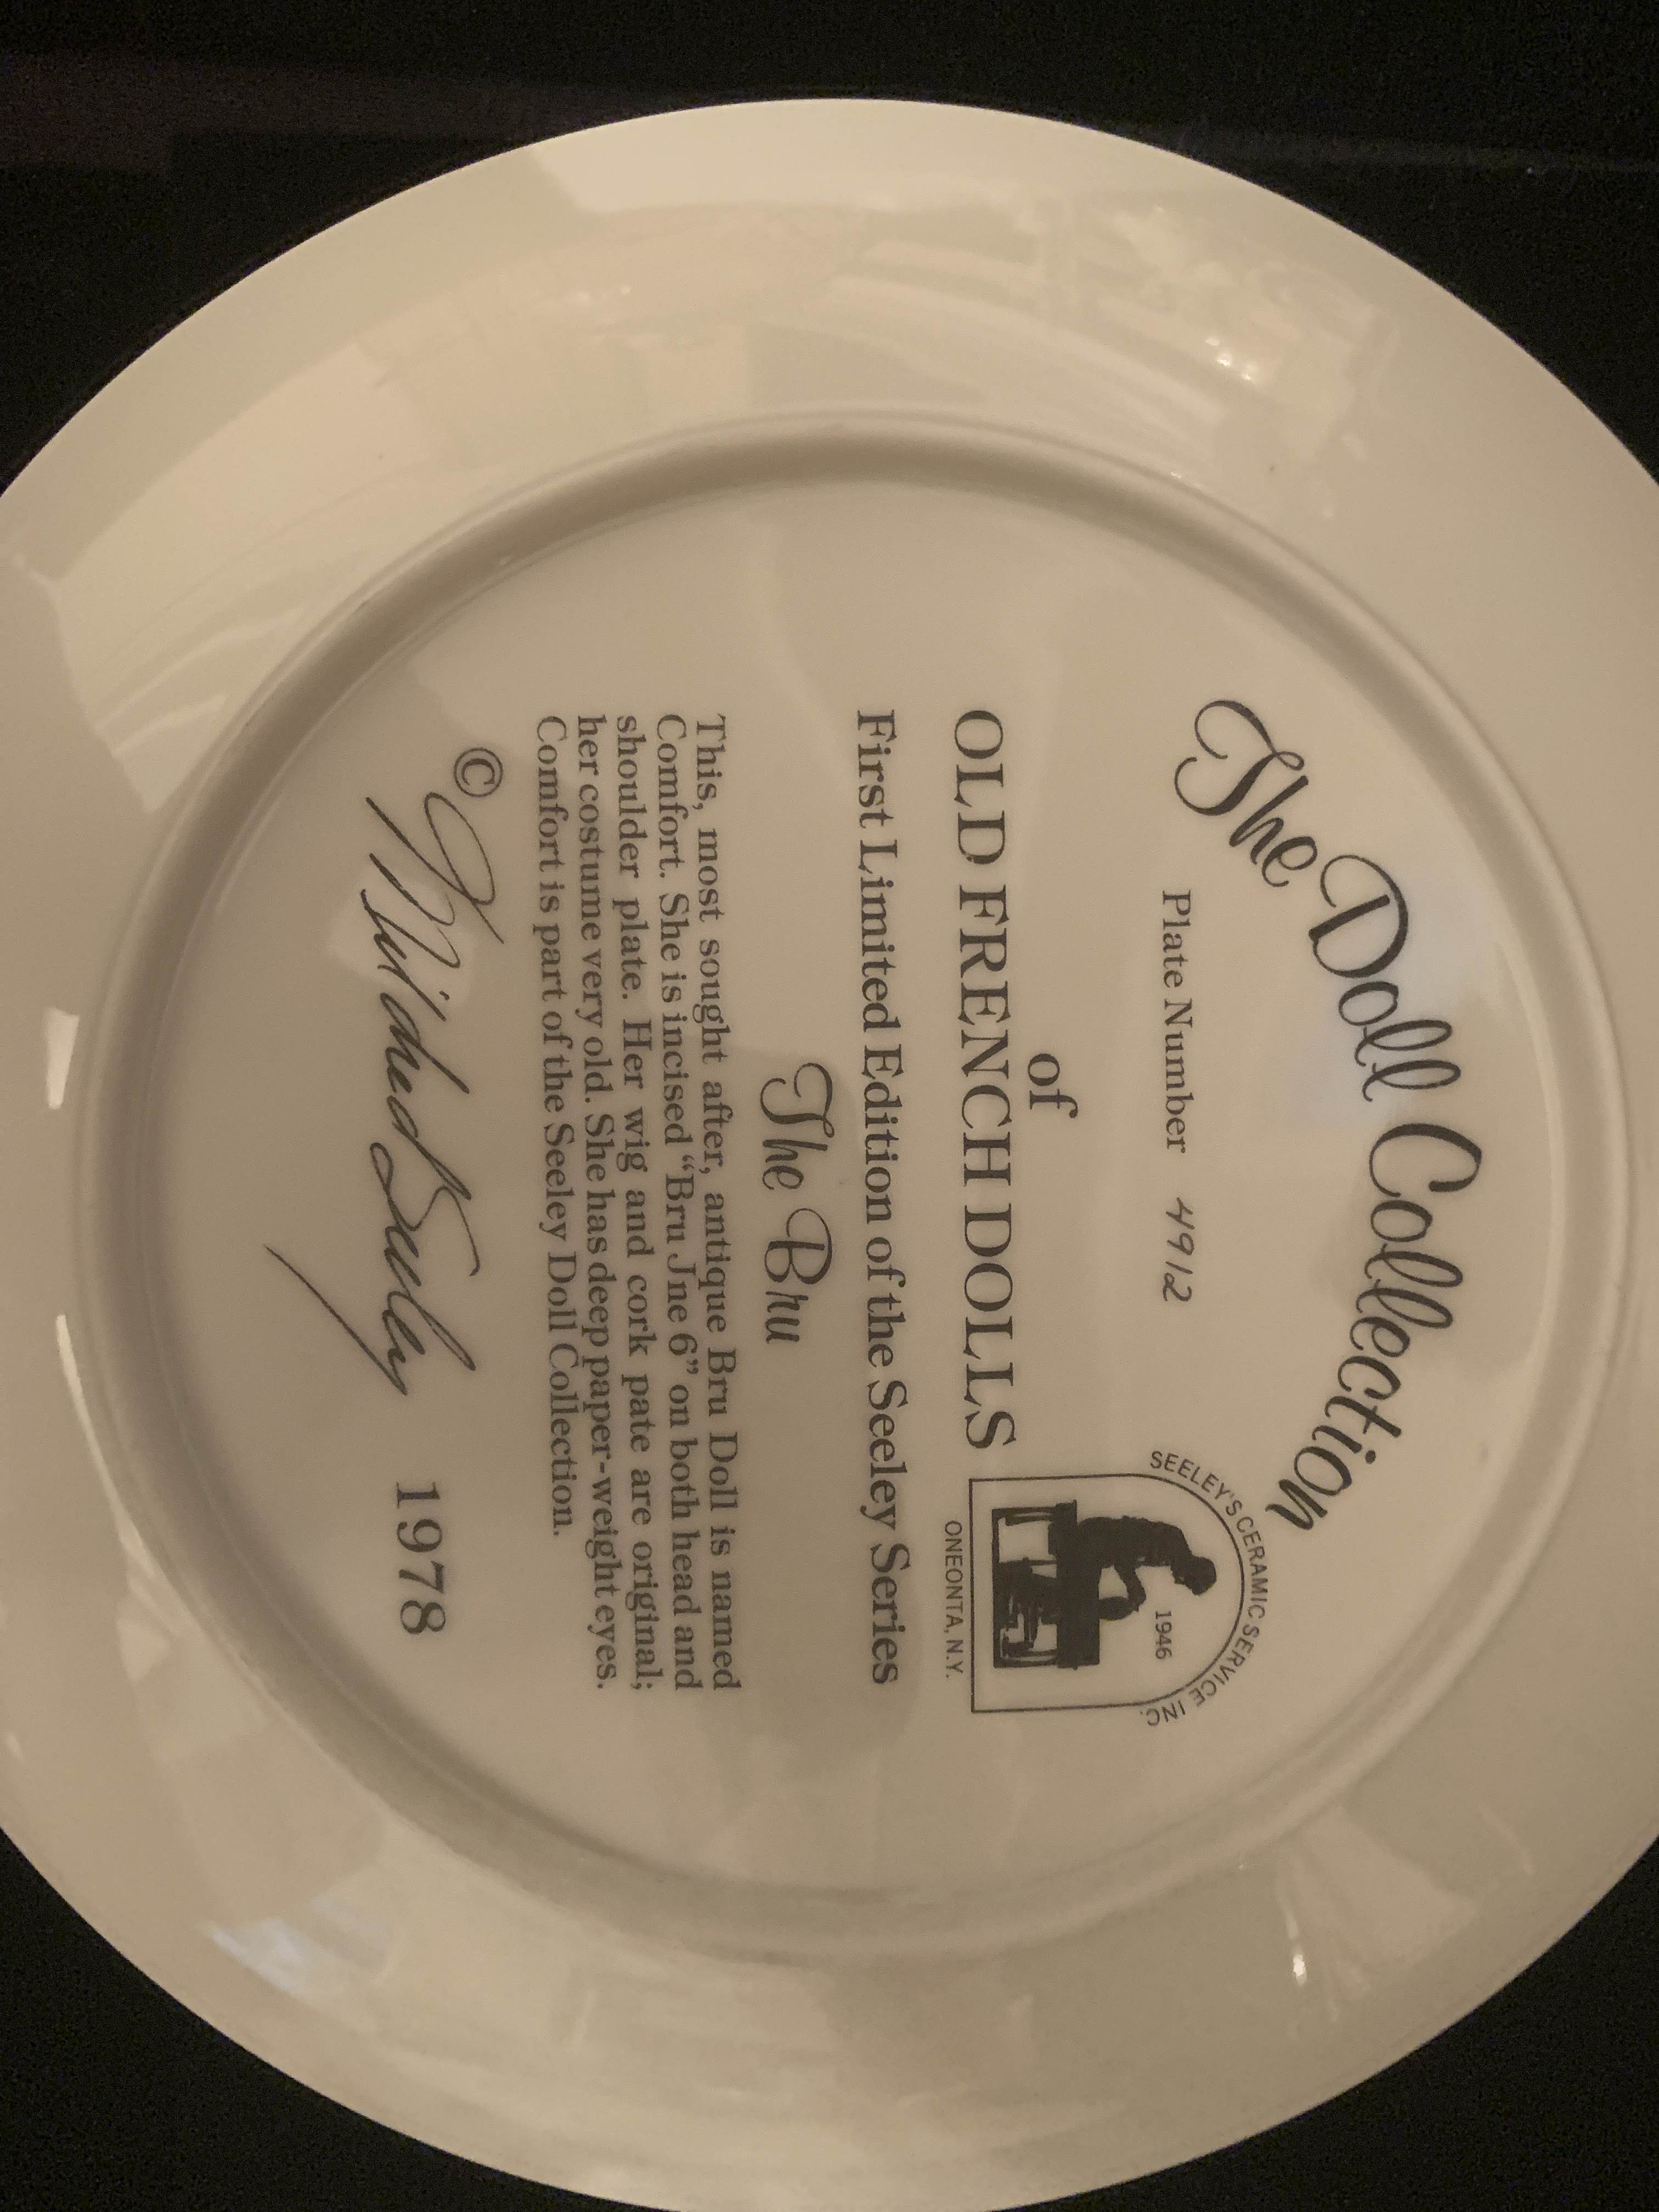 The Doll Collection
Plate Number 4912
of
OLD FRENCH DOLLS
SEELEY'S CERAMIC SERVICE INC.
1946
ONEONTA, N.Y.
First Limited Edition of the Seeley Series
The Bru
This, most sought after, antique Bru Doll is named
Comfort. She is incised “Bru Jne 6” on both head and
shoulder plate. Her wig and cork pate are original;
her costume very old. She has deep paper-weight eyes.
Comfort is part of the Seeley Doll Collection.
© Mildred Seeley 1978